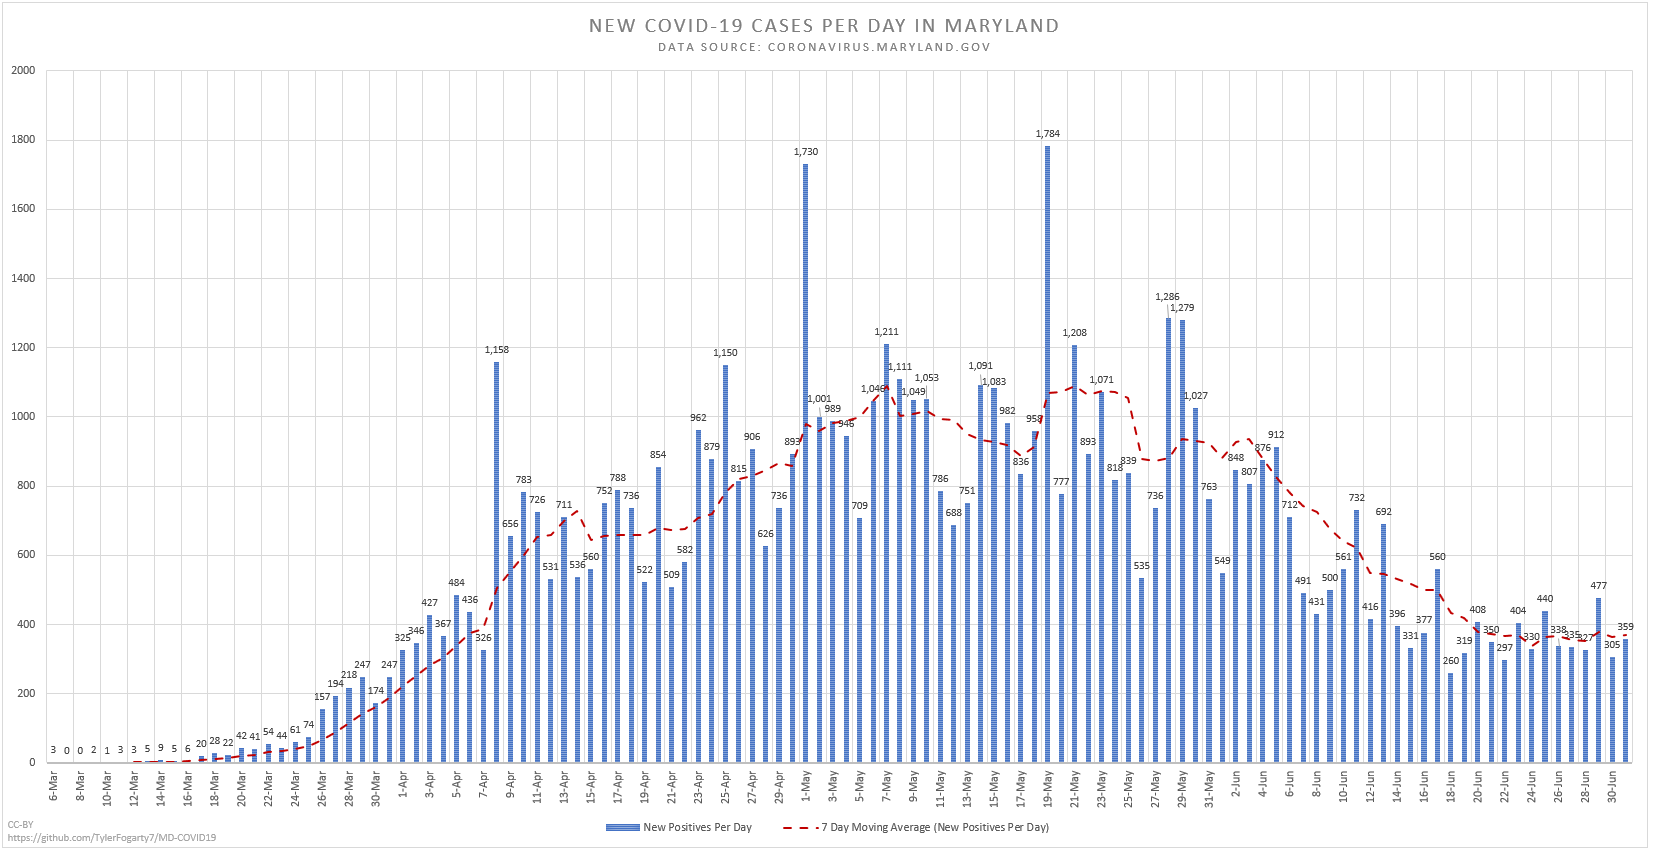 NEW COVID-19 CASES PER DAY IN MARYLAND
DATA SOURCE: CORONAVIRUS.MARYLAND.GOV
2000
1800
1600
1400
1200
1000
800
600
400
200
0
3 0 0 2 1 3 3 5 9 5 6 20 28 22 42 41 54 44 61 74 157 194 218 247 174 247 325 346 427 367 484 436 326 1,158 656 783 726 531 711 536 560 752 788 736 522 854 509 582 962 879 1,150 815 906 626 736 893 1,730 1,001 989 946 709 1,046 1,211 1,111 1,049 1,053 786 688 751 1,091 1,083 982 836 958 1,784 777 1,208 893 1,071 818 839 535 736 1,286 1,279 1,027 763 549 848 807 876 912 712 491 431 500 561 732 416 692 396 331 377 560 260 319 408 350 297 404 330 440 338 335 327 477 305 359
6-Mar 8-Mar 10-Mar 12-Mar 14-Mar 16-Mar 18-Mar 20-Mar 22-Mar 24-Mar 26-Mar 28-Mar 30-Mar 1-Apr 3-Apr 5-Apr 7-Apr 9-Apr 11-Apr 13-Apr 15-Apr 17-Apr 19-Apr 21-Apr 23-Apr 25-Apr 27-Apr 29-Apr 1-May 3-May 5-May 7-May 9-May 11-May 13-May 15-May 17-May 19-May 21-May 23-May 25-May 27-May 29-May 31-May 2-Jun 4-Jun 6-Jun 8-Jun 10-Jun 12-Jun 14-Jun 16-Jun 18-Jun 20-Jun 22-Jun 24-Jun 26-Jun 28-Jun 30-Jun
New Positives Per Day 7 Day Moving Average (New Positives Per Day)
CC-BY
https://github.com/TylerFogarty7/MD-COVID19